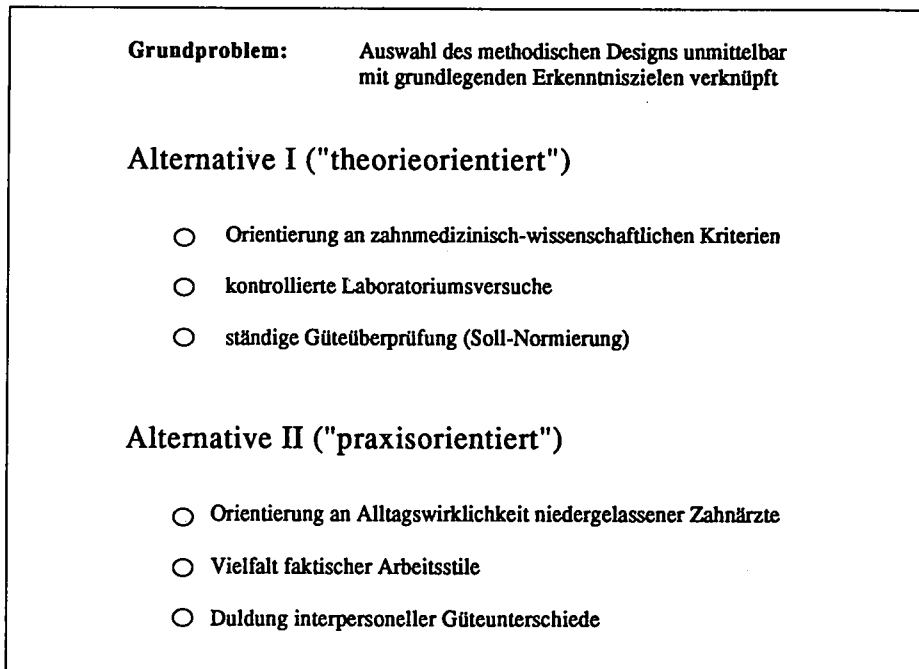 Grundproblem: Auswahl des methodischen Designs unmittelbar
mit grundlegenden Erkenntniszielen verknüpft
Alternative I ("theorieorientiert")
Orientierung an zahnmedizinisch-wissenschaftlichen Kriterien
kontrollierte Laboratoriumsversuche
ständige Güteüberprüfung (Soll-Normierung)
Alternative II ("praxisorientiert")
Orientierung an Alltagswirklichkeit niedergelassener Zahnärzte
Vielfalt faktischer Arbeitsstile
Duldung interpersoneller Güteunterschiede